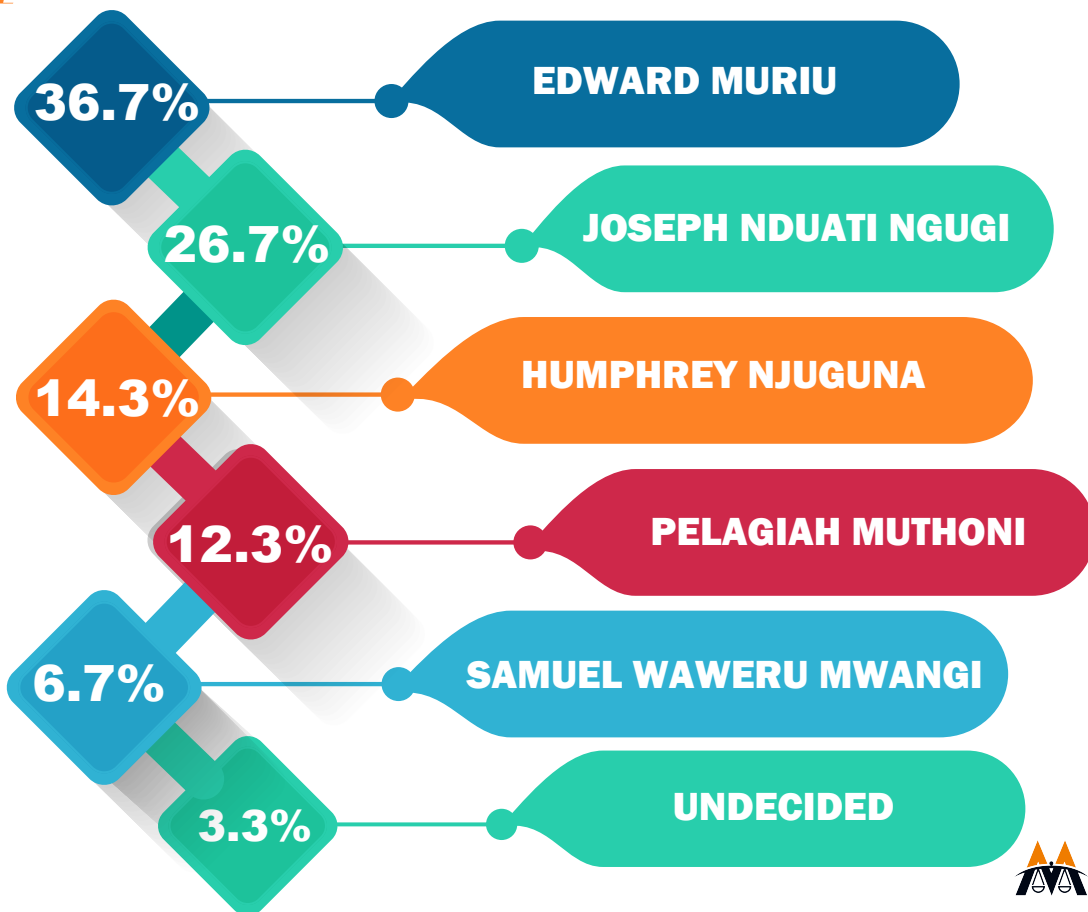 36.7%
EDWARD MURIU
26.7%
JOSEPH NDUATI NGUGI
14.3%
HUMPHREY NJUGUNA
12.3%
PELAGIAH MUTHONI
6.7%
SAMUEL WAWERU MWANGI
3.3%
UNDECIDED